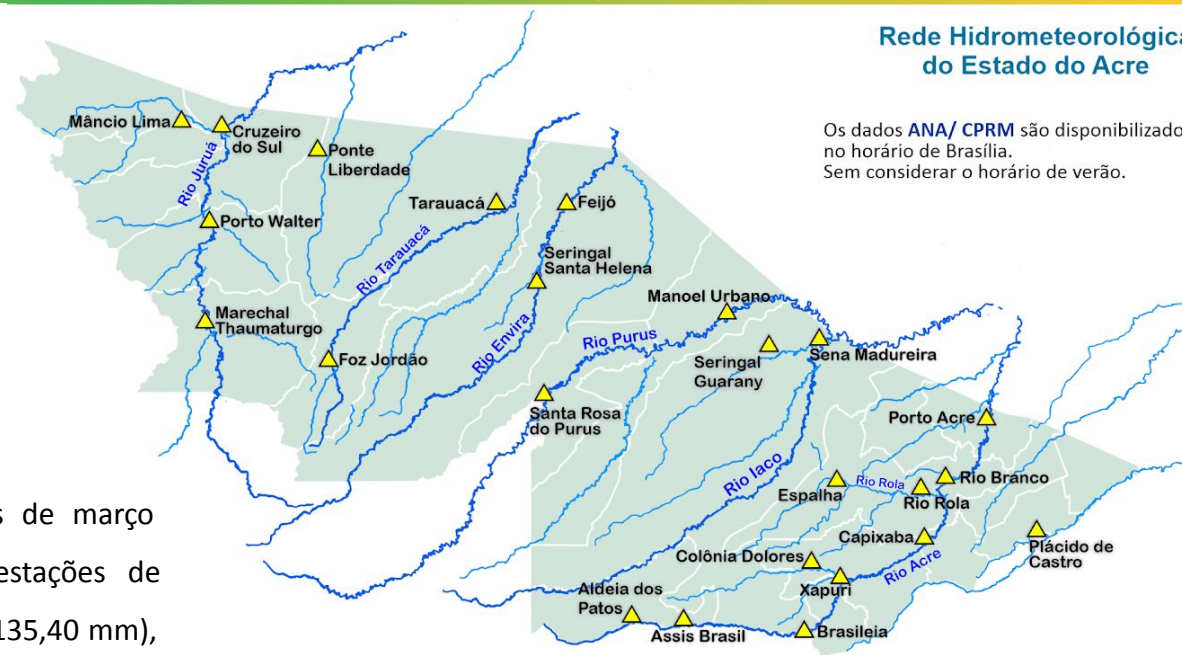 Rede Hidrometeorológica
do Estado do Acre
Os dados ANA/ CPRM são disponibilizado
no horário de Brasília.
Sem considerar o horário de verão.
Mâncio Lima
Cruzeiro
do Sul
Ponte
Liberdade
Rio Juruá
Porto Walter
Tarauacá
Feijó
Rio Tarauacá
Seringal
Santa Helena
Marechal
Thaumaturgo
Foz Jordão
Rio Envira
Manoel Urbano
Rio Purus
Seringal
Guarany
Sena Madureira
Santa Rosa
do Purus
Porto Acre
Rio Iaco
Espalha
Rio Rola
Rio Rola
Rio Branco
Capixaba
Plácido de
Castro
Colônia Dolores
Rio Acre
Xapuri
Aldeia dos
Patos
Assis Brasil
Brasileia
de março
estações de
135,40 mm),